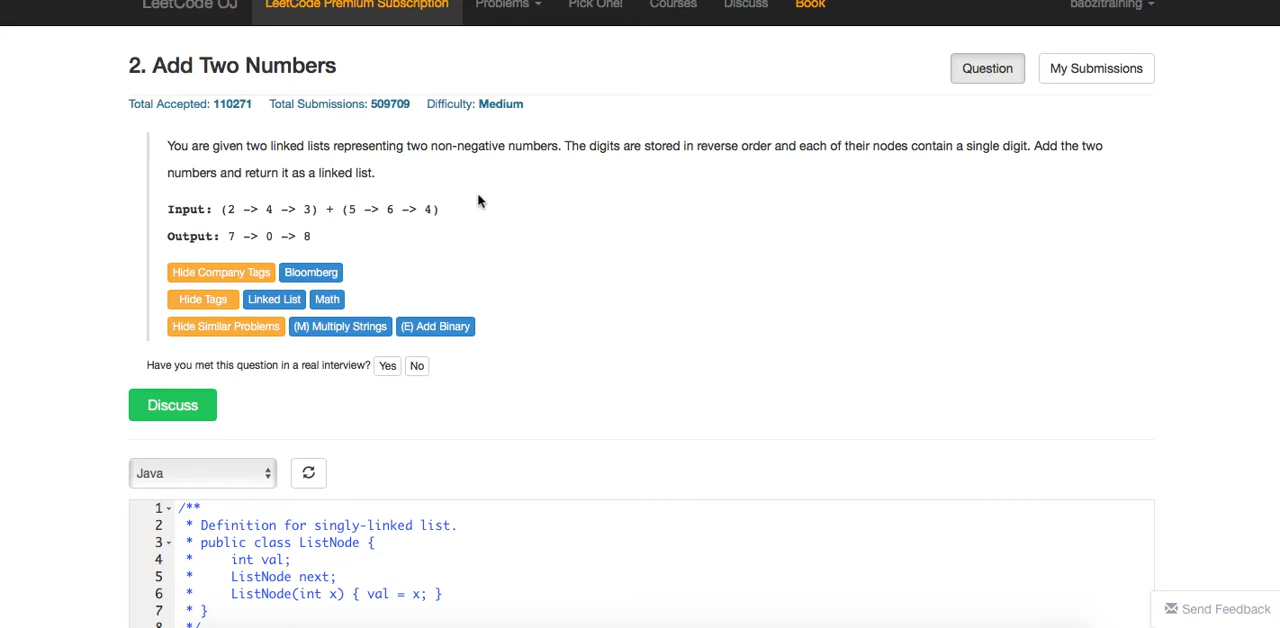 LeetCode OJ LeetCode Premium Subscription Problems Pick One! Courses Discuss Book baozitraining
2. Add Two Numbers
Question My Submissions
Total Accepted: 110271 Total Submissions: 509709 Difficulty: Medium
You are given two linked lists representing two non-negative numbers. The digits are stored in reverse order and each of their nodes contain a single digit. Add the two
numbers and return it as a linked list.
Input: (2 -> 4 -> 3) + (5 -> 6 -> 4)
Output: 7 -> 0 -> 8
Hide Company Tags Bloomberg
Hide Tags Linked List Math
Hide Similar Problems (M) Multiply Strings (E) Add Binary
Have you met this question in a real interview? Yes No
Discuss
Java
1 /**
2 * Definition for singly-linked list.
3 * public class ListNode {
4 * int val;
5 * ListNode next;
6 * ListNode(int x) { val = x; }
7 * }
8 */
Send Feedback